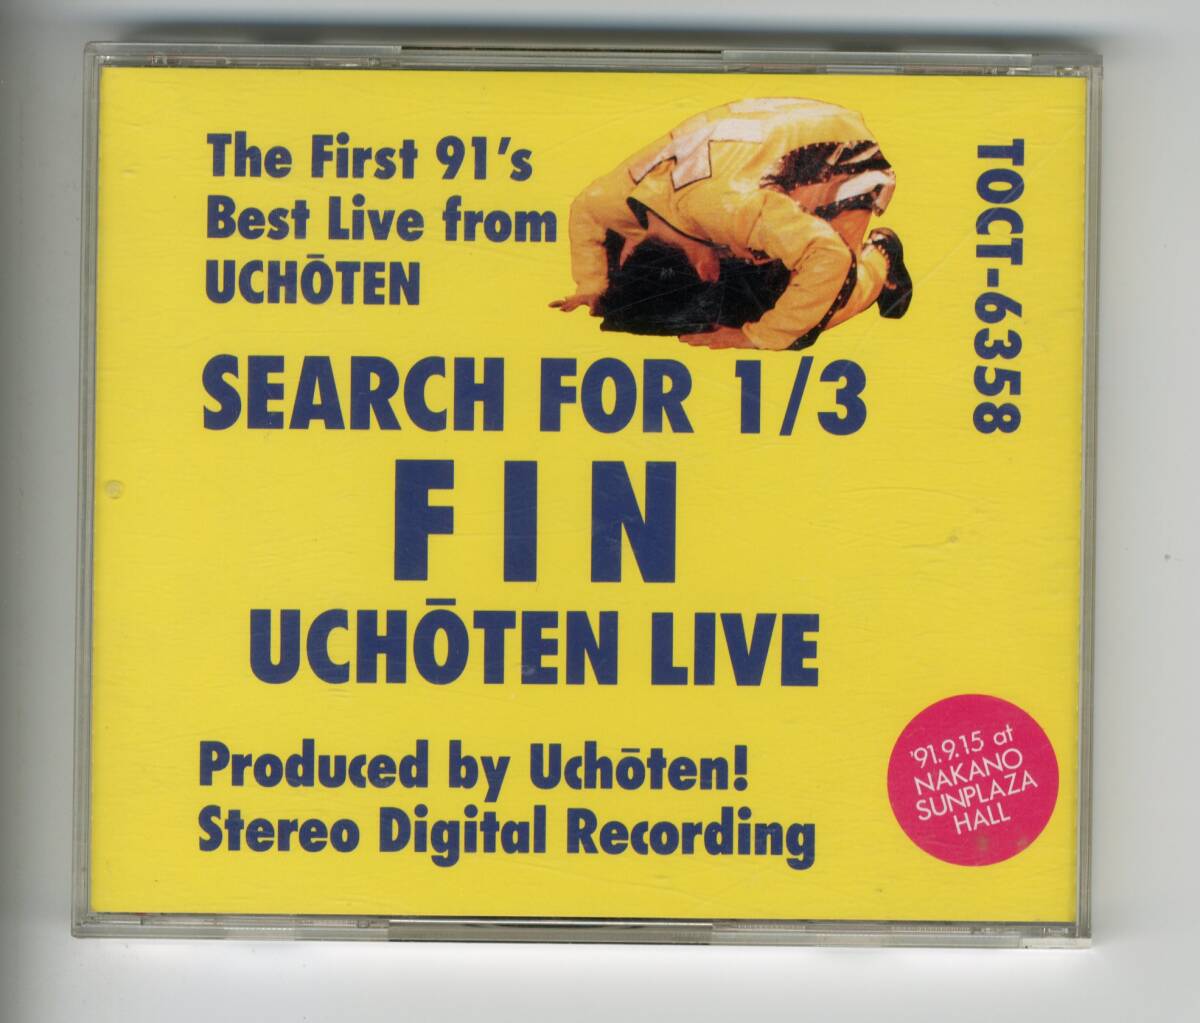 The First 91's
Best Live from
UCHŌTEN
TOCT-6358
SEARCH FOR 1/3
FIN
UCHŌTEN LIVE
Produced by Uchōten!
Stereo Digital Recording
'91.9.15 at
NAKANO
SUNPLAZA
HALL